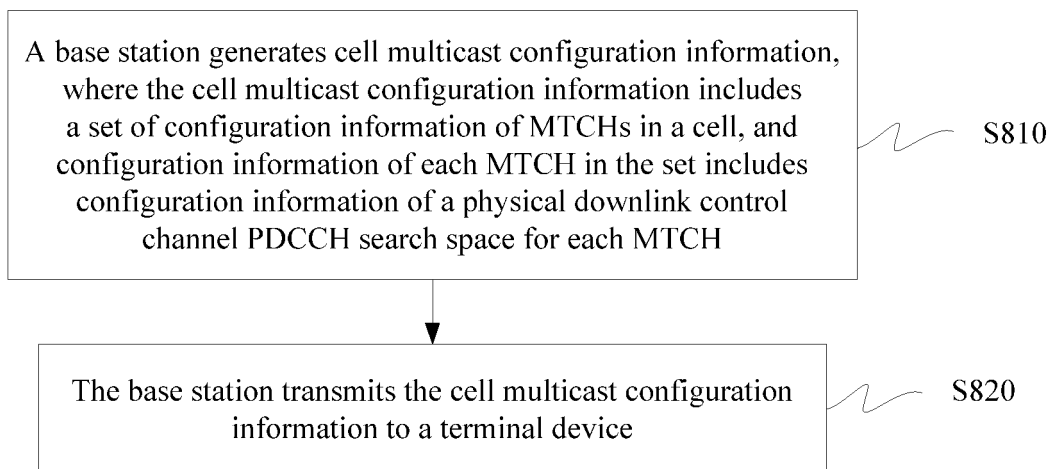 A base station generates cell multicast configuration information,
where the cell multicast configuration information includes
a set of configuration information of MTCHs in a cell, and
configuration information of each MTCH in the set includes
configuration information of a physical downlink control
channel PDCCH search space for each MTCH
S810
The base station transmits the cell multicast configuration
information to a terminal device
S820